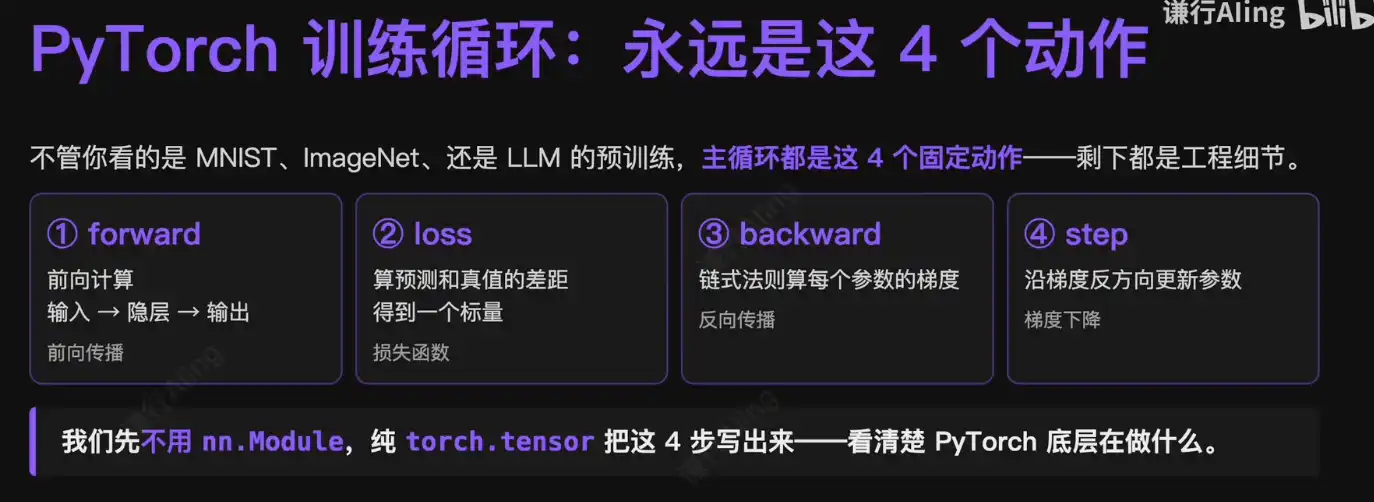 谦行AIing bilib
PyTorch 训练循环：永远是这 4 个动作
不管你看的是 MNIST、ImageNet、还是 LLM 的预训练，主循环都是这 4 个固定动作——剩下都是工程细节。
① forward
前向计算
输入 → 隐层 → 输出
前向传播
② loss
算预测和真值的差距
得到一个标量
损失函数
③ backward
链式法则算每个参数的梯度
反向传播
④ step
沿梯度反方向更新参数
梯度下降
我们先不用 nn.Module，纯 torch.tensor 把这 4 步写出来——看清楚 PyTorch 底层在做什么。